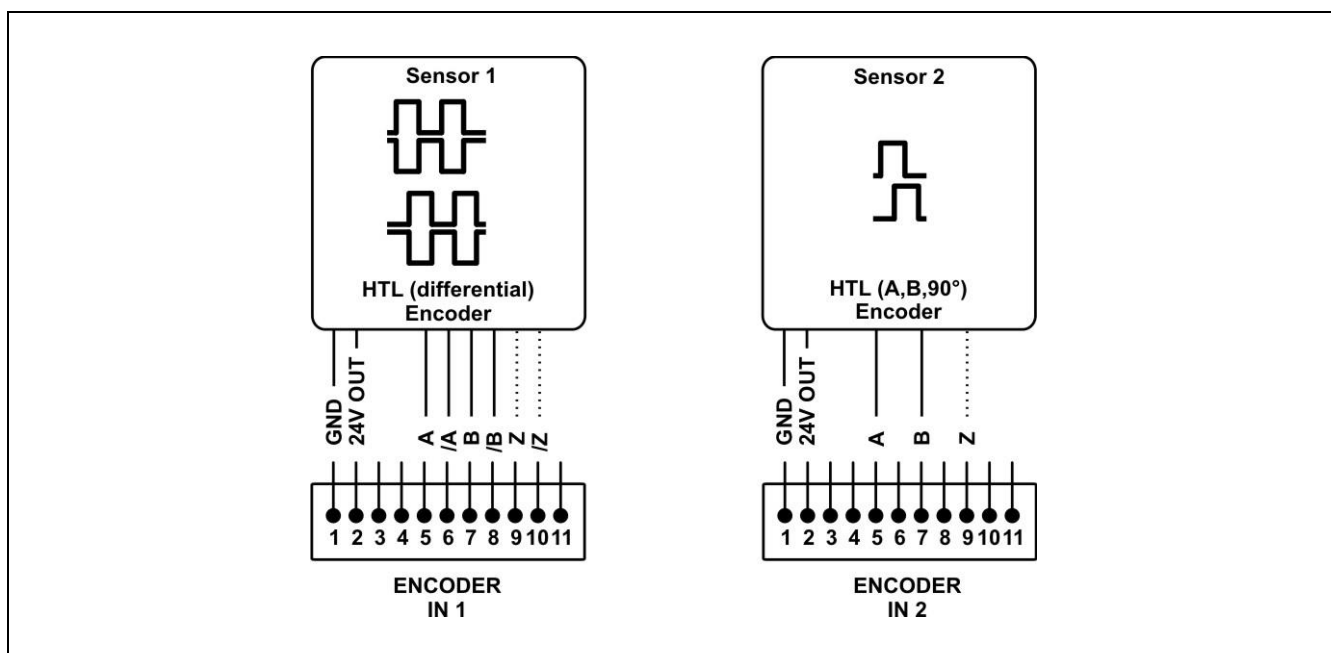 Sensor 1
HTL (differential)
Encoder
GND
24V OUT
A
/A
B
/B
Z
/Z
1 2 3 4 5 6 7 8 9 10 11
ENCODER
IN 1
Sensor 2
HTL (A,B,90°)
Encoder
GND
24V OUT
A
B
Z
1 2 3 4 5 6 7 8 9 10 11
ENCODER
IN 2